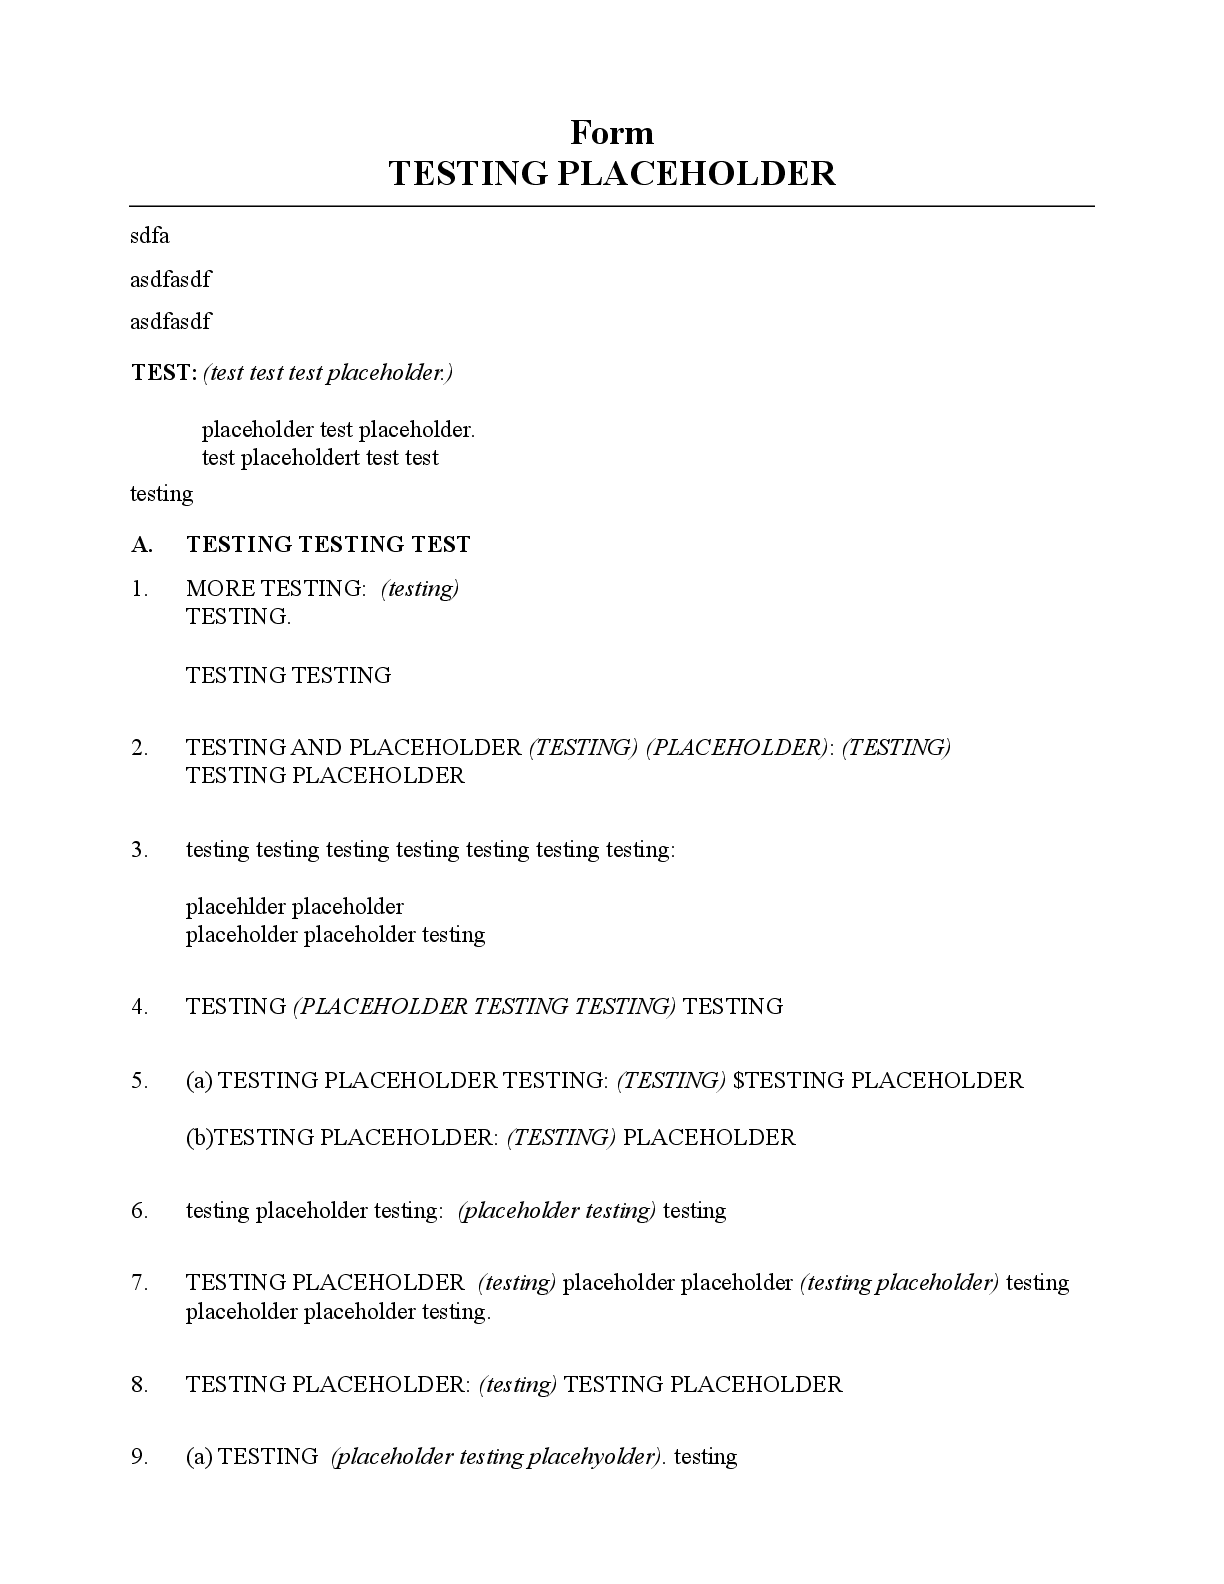 Form
TESTING PLACEHOLDER
sdfa
asdfasdf
asdfasdf
TEST: (test test test placeholder.)
placeholder test placeholder.
test placeholdert test test
testing
A. TESTING TESTING TEST
1. MORE TESTING: (testing)
TESTING.
TESTING TESTING
2. TESTING AND PLACEHOLDER (TESTING) (PLACEHOLDER): (TESTING)
TESTING PLACEHOLDER
3. testing testing testing testing testing testing testing:
placehlder placeholder
placeholder placeholder testing
4. TESTING (PLACEHOLDER TESTING TESTING) TESTING
5. (a) TESTING PLACEHOLDER TESTING: (TESTING) $TESTING PLACEHOLDER
(b)TESTING PLACEHOLDER: (TESTING) PLACEHOLDER
6. testing placeholder testing: (placeholder testing) testing
7. TESTING PLACEHOLDER (testing) placeholder placeholder (testing placeholder) testing
placeholder placeholder testing.
8. TESTING PLACEHOLDER: (testing) TESTING PLACEHOLDER
9. (a) TESTING (placeholder testing placehyolder). testing